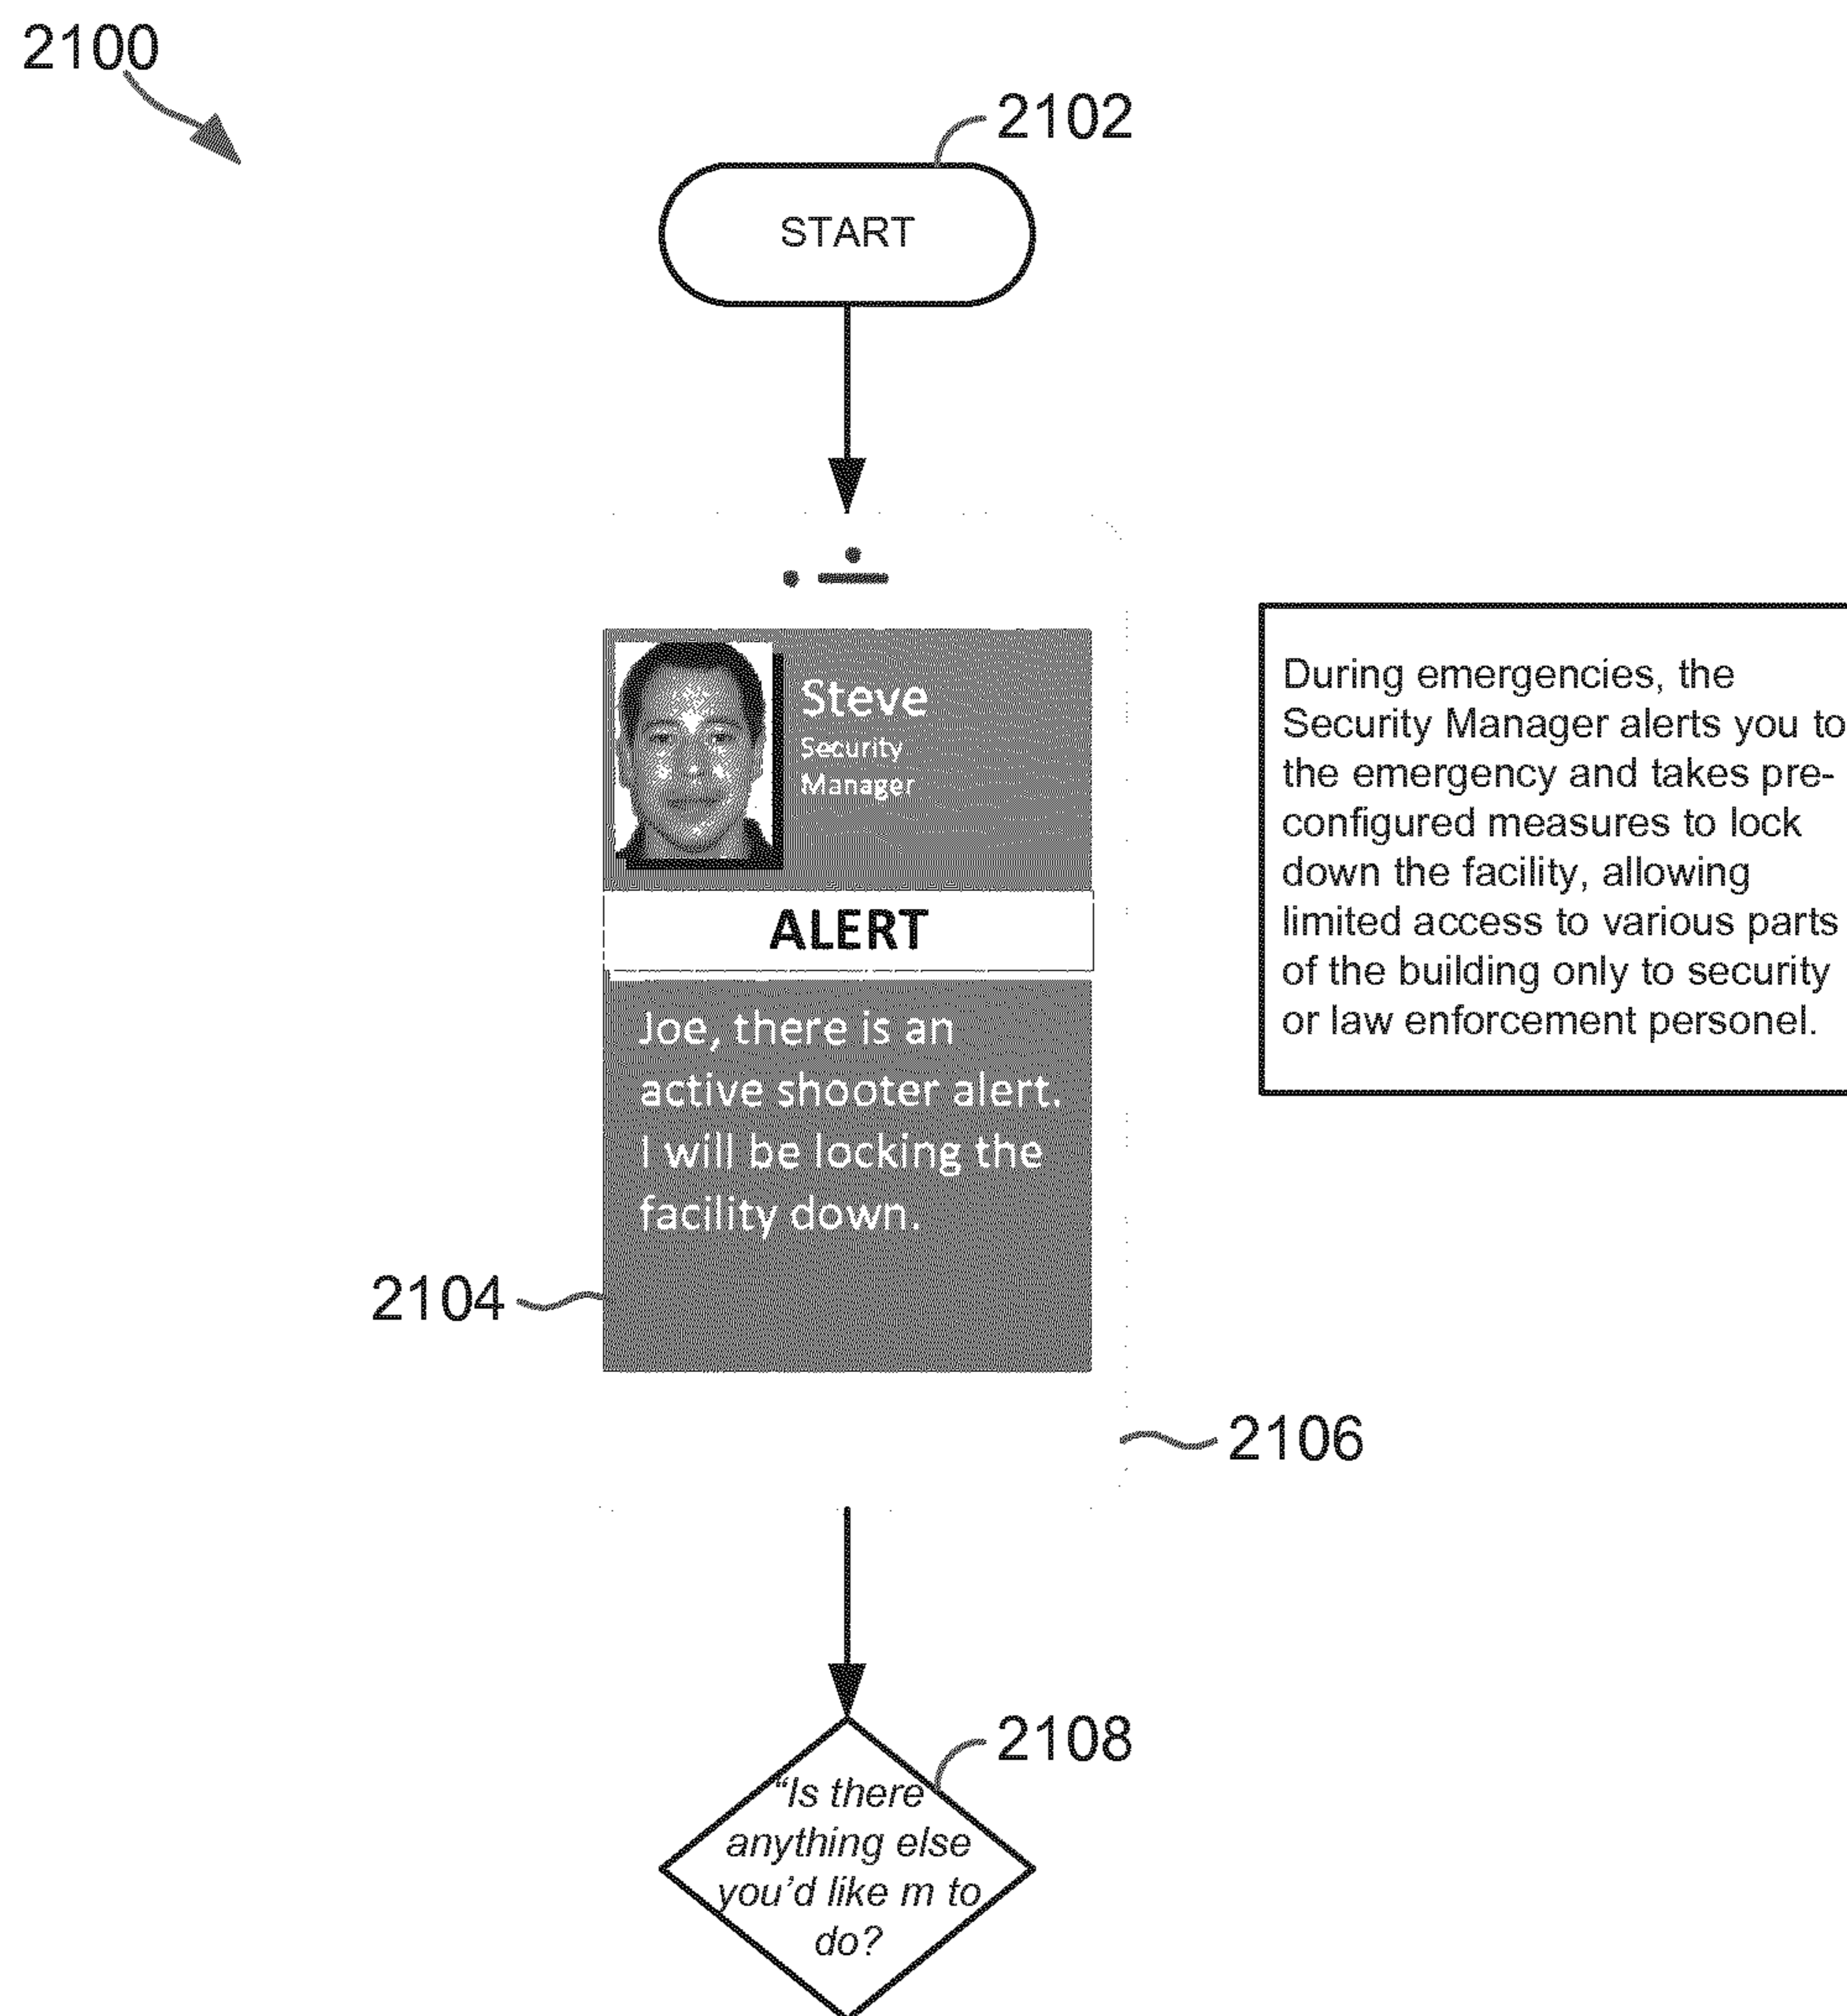 2100
2102
START
Steve
Security
Manager
ALERT
Joe, there is an
active shooter alert.
I will be locking the
facility down.
2104
2106
During emergencies, the
Security Manager alerts you to
the emergency and takes pre-
configured measures to lock
down the facility, allowing
limited access to various parts
of the building only to security
or law enforcement personel.
2108
“Is there
anything else
you’d like m to
do?